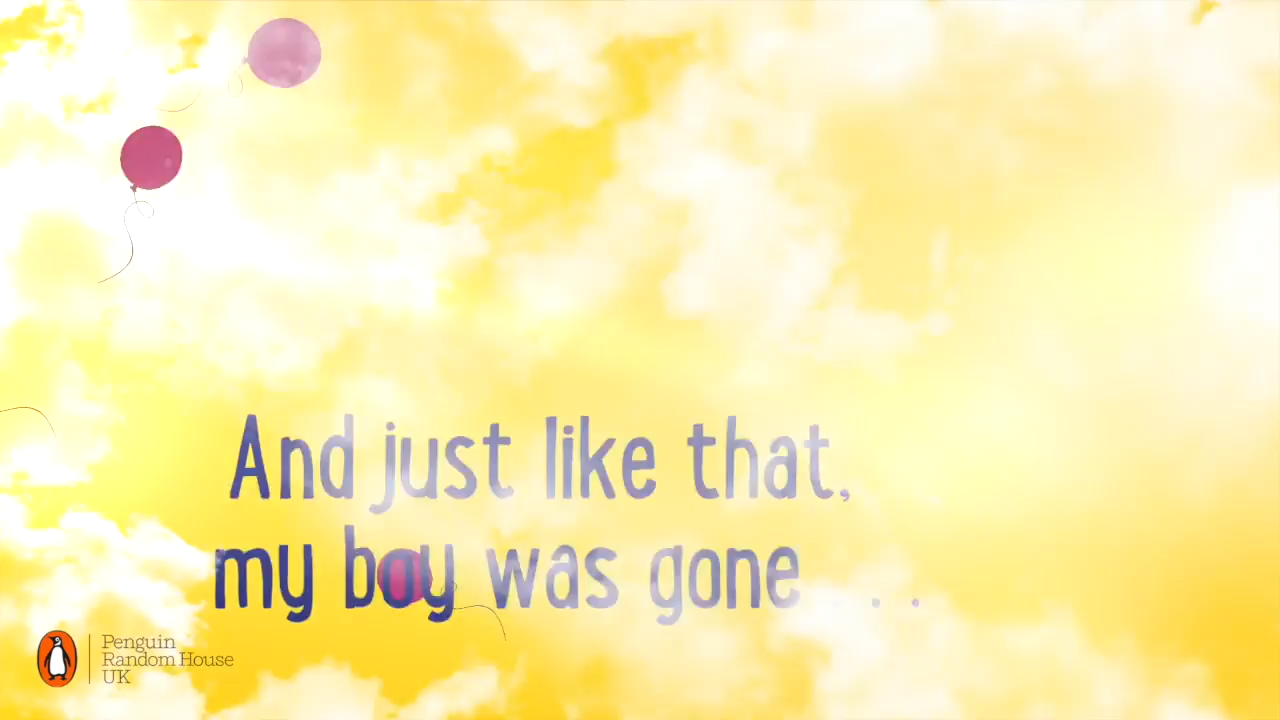 And just like that,
my boy was gone . . .
Penguin
Random House
UK